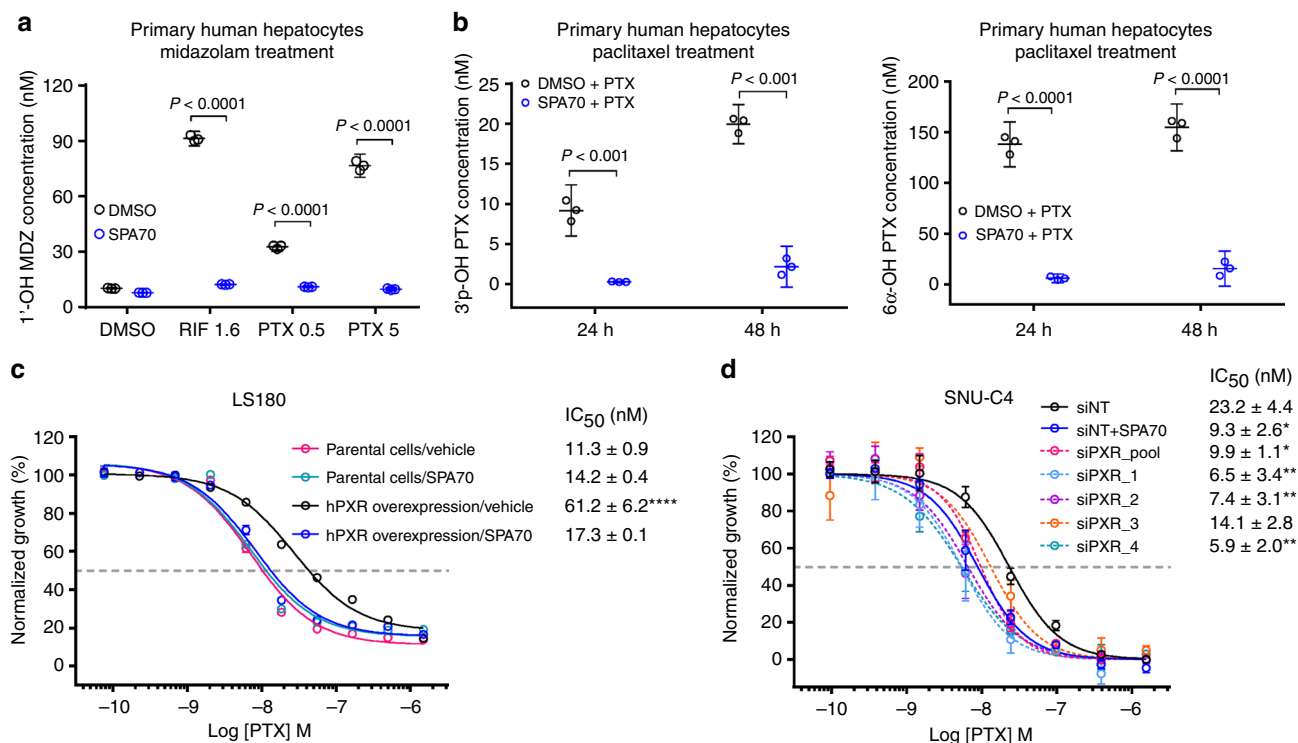 a
Primary human hepatocytes
midazolam treatment
1′-OH MDZ concentration (nM)
120
90
60
30
0
P < 0.0001
P < 0.0001
P < 0.0001
DMSO
SPA70
DMSO
RIF 1.6
PTX 0.5
PTX 5
b
Primary human hepatocytes
paclitaxel treatment
3′p-OH PTX concentration (nM)
25
20
15
10
5
0
DMSO + PTX
SPA70 + PTX
P < 0.001
P < 0.001
24 h
48 h
Primary human hepatocytes
paclitaxel treatment
6α-OH PTX concentration (nM)
200
150
100
50
0
P < 0.0001
P < 0.0001
DMSO + PTX
SPA70 + PTX
24 h
48 h
c
LS180
IC50 (nM)
Parental cells/vehicle 11.3 ± 0.9
Parental cells/SPA70 14.2 ± 0.4
hPXR overexpression/vehicle 61.2 ± 6.2****
hPXR overexpression/SPA70 17.3 ± 0.1
Normalized growth (%)
120
100
80
60
40
20
0
–10
–9
–8
–7
–6
Log [PTX] M
d
SNU-C4
IC50 (nM)
siNT 23.2 ± 4.4
siNT+SPA70 9.3 ± 2.6*
siPXR_pool 9.9 ± 1.1*
siPXR_1 6.5 ± 3.4**
siPXR_2 7.4 ± 3.1**
siPXR_3 14.1 ± 2.8
siPXR_4 5.9 ± 2.0**
Normalized growth (%)
120
100
80
60
40
20
0
–10
–9
–8
–7
–6
Log [PTX] M